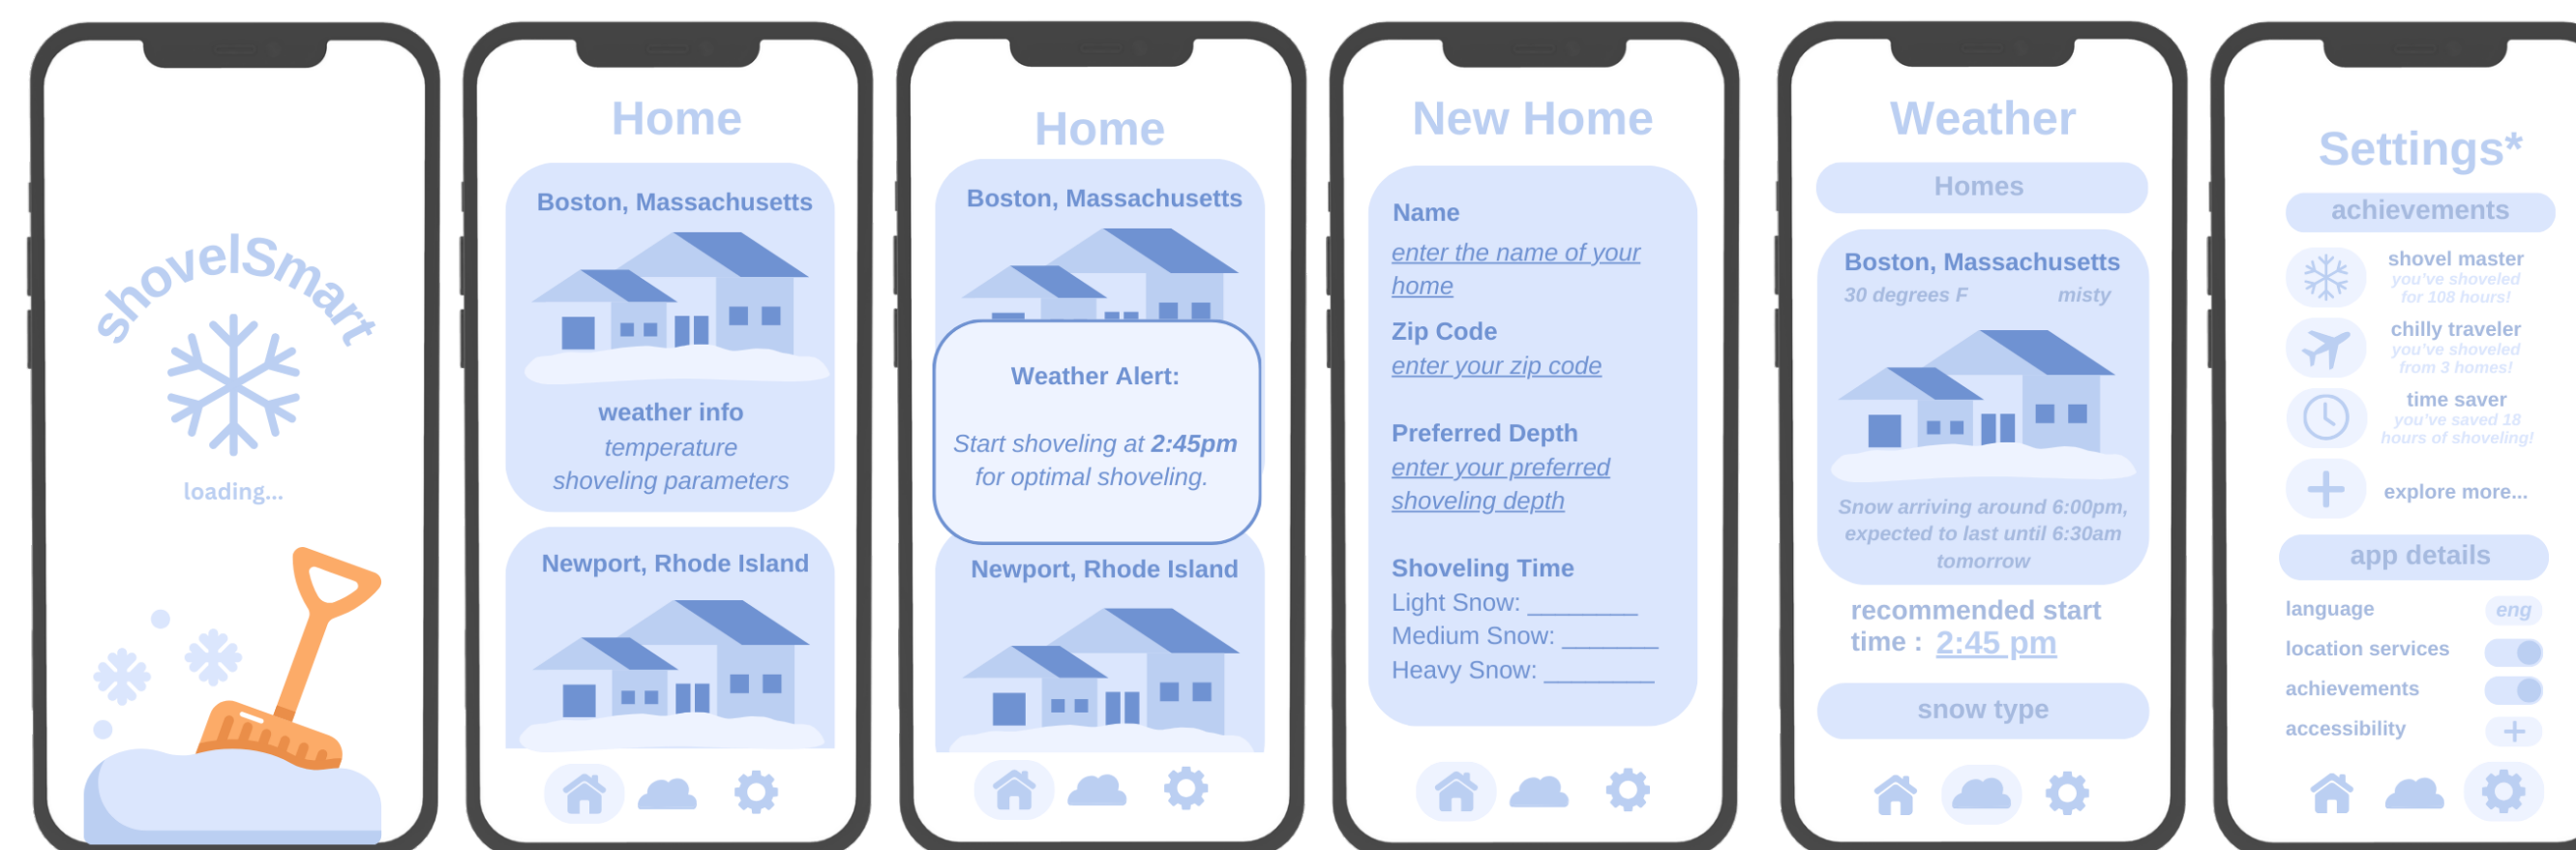 shovelSmart
loading...
Home
Boston, Massachusetts
weather info
temperature
shoveling parameters
Newport, Rhode Island
Home
Boston, Massachusetts
Weather Alert:
Start shoveling at 2:45pm
for optimal shoveling.
Newport, Rhode Island
New Home
Name
enter the name of your
home
Zip Code
enter your zip code
Preferred Depth
enter your preferred
shoveling depth
Shoveling Time
Light Snow: ________
Medium Snow: _______
Heavy Snow: ________
Weather
Homes
Boston, Massachusetts
30 degrees F misty
Snow arriving around 6:00pm,
expected to last until 6:30am
tomorrow
recommended start
time : 2:45 pm
snow type
Settings*
achievements
shovel master
you've shoveled
for 108 hours!
chilly traveler
you've shoveled
from 3 homes!
time saver
you've saved 18
hours of shoveling!
explore more...
app details
language eng
location services
achievements
accessibility